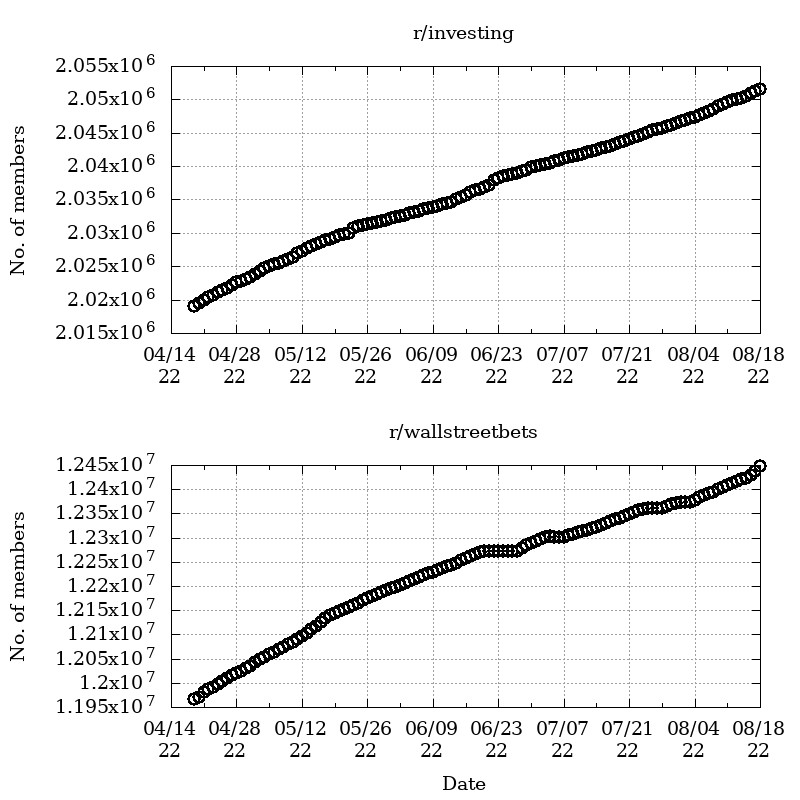 r/investing
2.055x10^6
2.05x10^6
2.045x10^6
2.04x10^6
2.035x10^6
2.03x10^6
2.025x10^6
2.02x10^6
2.015x10^6
No. of members
04/14 04/28 05/12 05/26 06/09 06/23 07/07 07/21 08/04 08/18
22 22 22 22 22 22 22 22 22 22
r/wallstreetbets
1.245x10^7
1.24x10^7
1.235x10^7
1.23x10^7
1.225x10^7
1.22x10^7
1.215x10^7
1.21x10^7
1.205x10^7
1.2x10^7
1.195x10^7
No. of members
04/14 04/28 05/12 05/26 06/09 06/23 07/07 07/21 08/04 08/18
22 22 22 22 22 22 22 22 22 22
Date